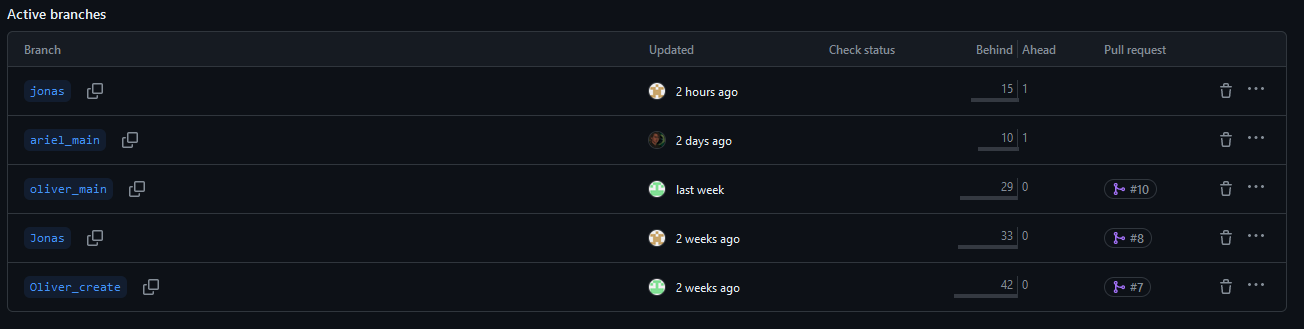 Active branches
Branch Updated Check status Behind Ahead Pull request
jonas 2 hours ago 15 1
ariel_main 2 days ago 10 1
oliver_main last week 29 0 #10
Jonas 2 weeks ago 33 0 #8
Oliver_create 2 weeks ago 42 0 #7